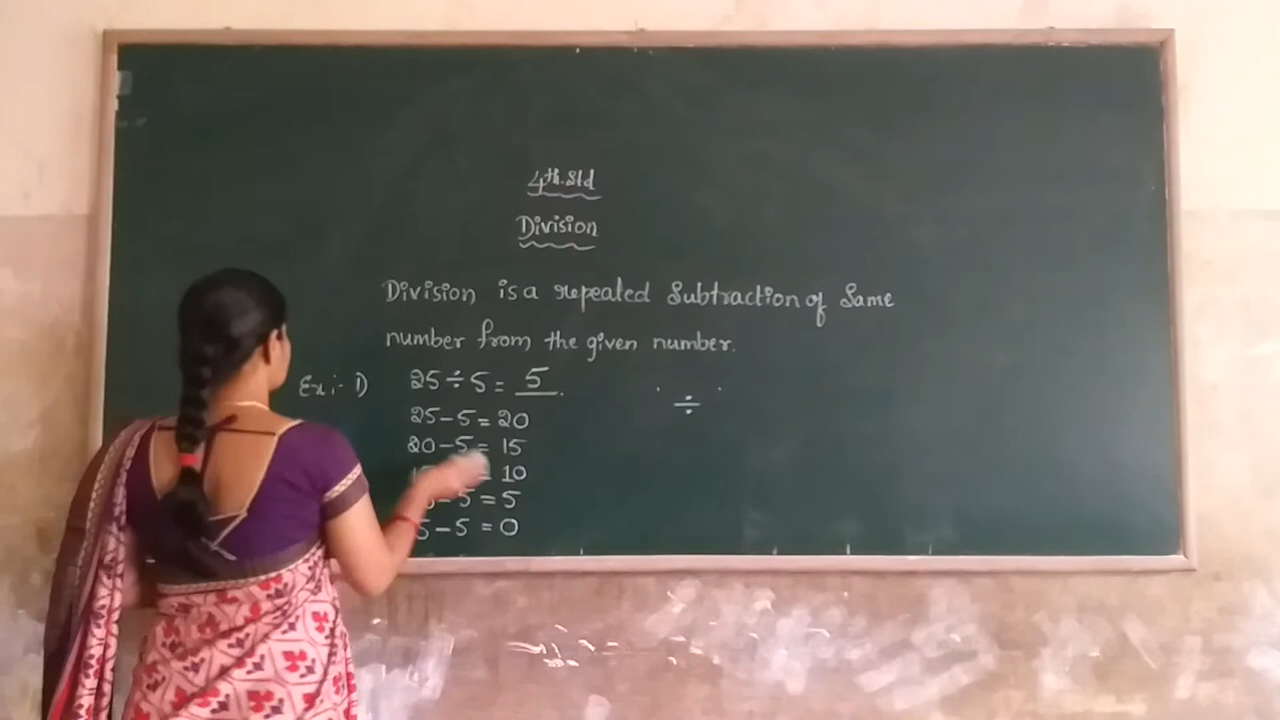 4th Std
Division
Division is a repeated Subtraction of Same
number from the given number.
Ex:- 1) 25 ÷ 5 = 5.
÷
25 - 5 = 20
20 - 5 = 15
= 10
- 5 = 5
5 - 5 = 0